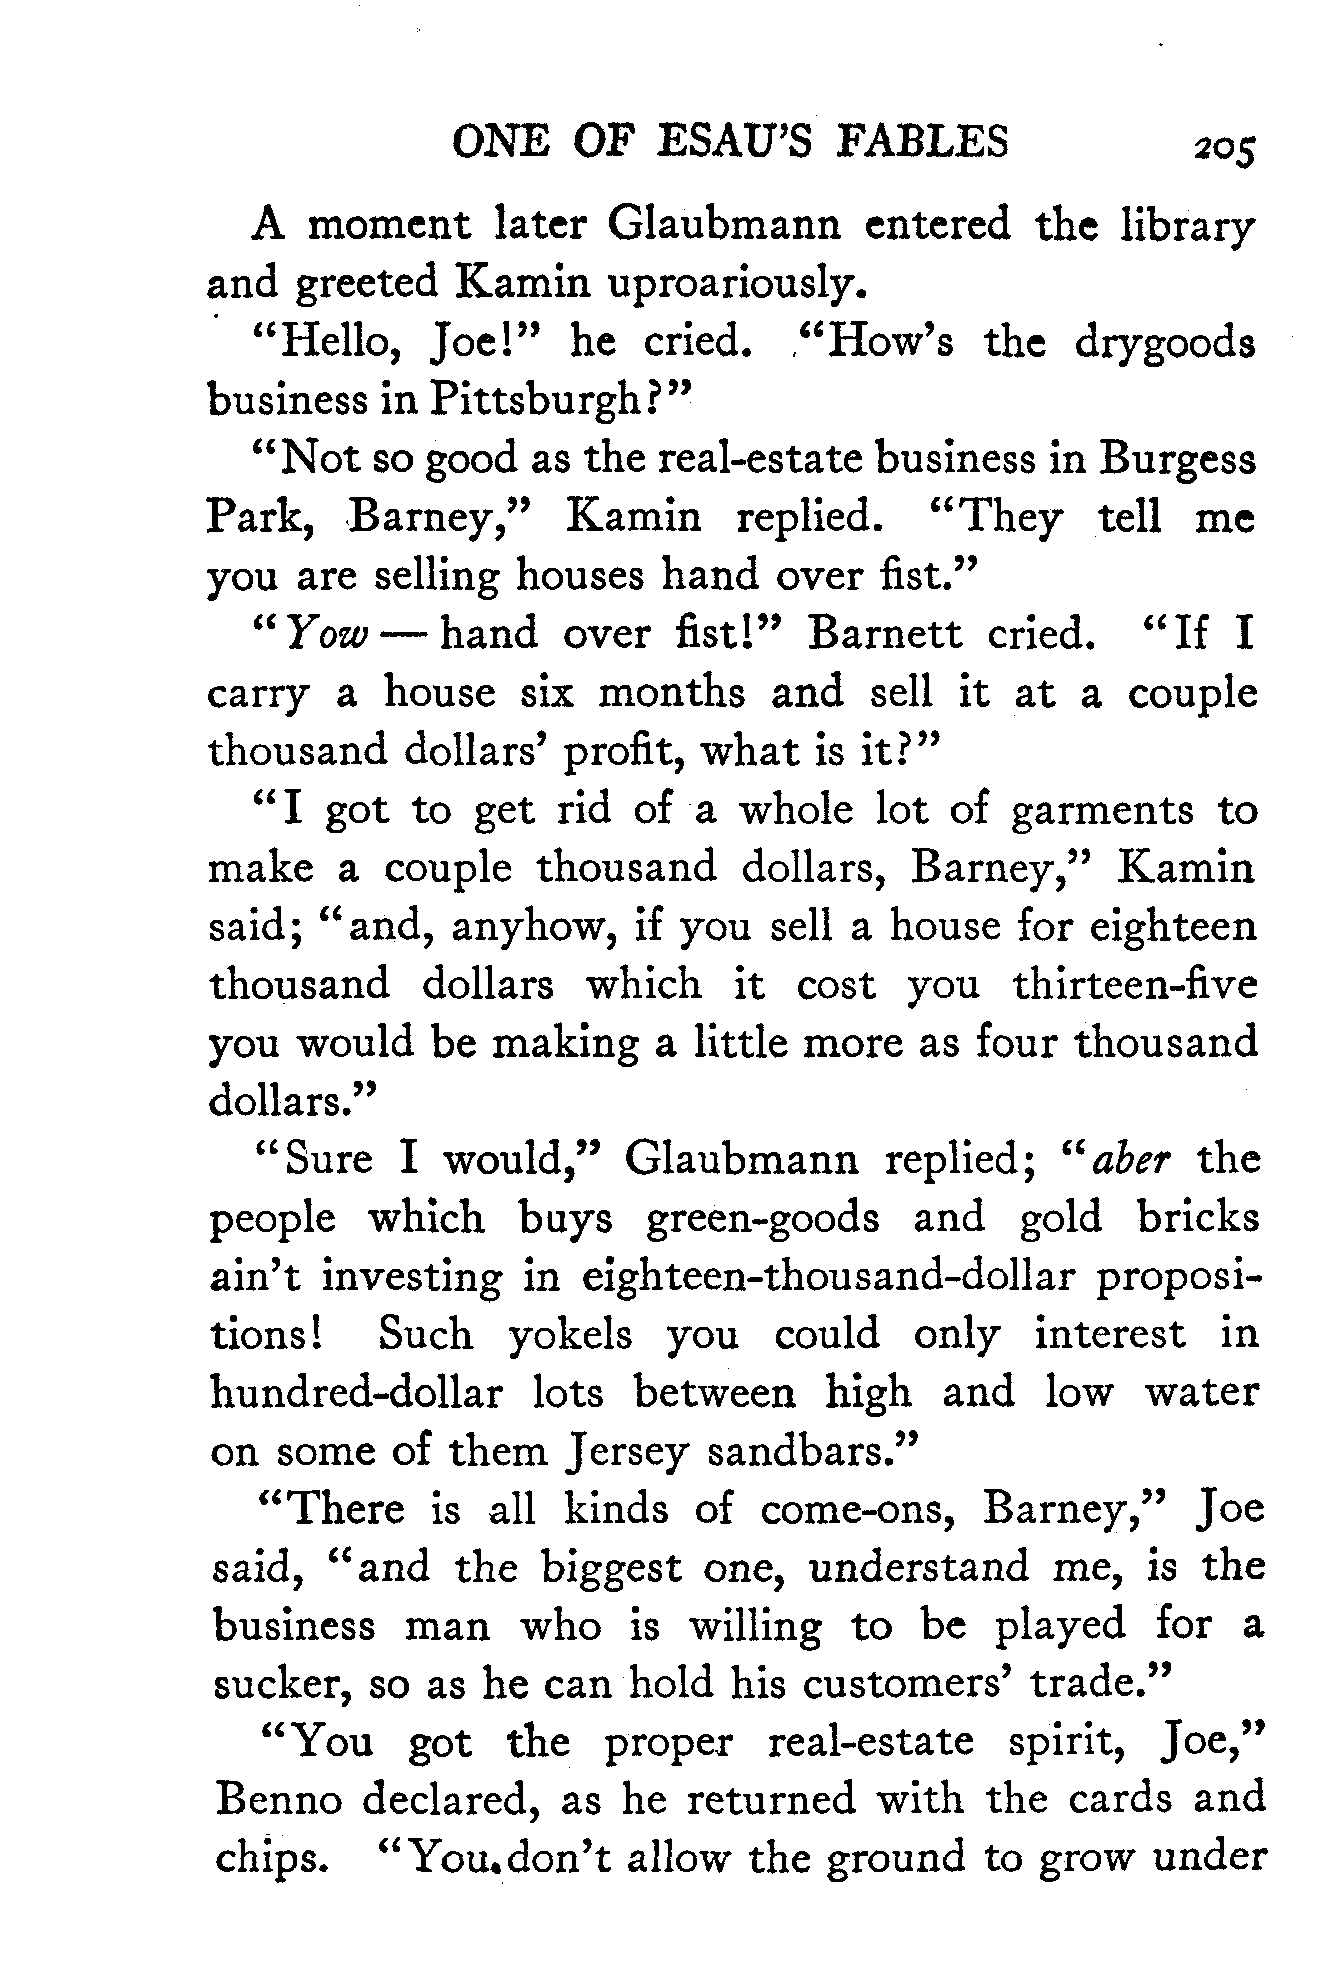 ONE OF ESAU'S FABLES 205
A moment later Glaubmann entered the library
and greeted Kamin uproariously.
"Hello, Joe!" he cried. "How's the drygoods
business in Pittsburgh?"
"Not so good as the real-estate business in Burgess
Park, Barney," Kamin replied. "They tell me
you are selling houses hand over fist."
"Yow — hand over fist!" Barnett cried. "If I
carry a house six months and sell it at a couple
thousand dollars' profit, what is it?"
"I got to get rid of a whole lot of garments to
make a couple thousand dollars, Barney," Kamin
said; "and, anyhow, if you sell a house for eighteen
thousand dollars which it cost you thirteen-five
you would be making a little more as four thousand
dollars."
"Sure I would," Glaubmann replied; "aber the
people which buys green-goods and gold bricks
ain't investing in eighteen-thousand-dollar proposi-
tions! Such yokels you could only interest in
hundred-dollar lots between high and low water
on some of them Jersey sandbars."
"There is all kinds of come-ons, Barney," Joe
said, "and the biggest one, understand me, is the
business man who is willing to be played for a
sucker, so as he can hold his customers' trade."
"You got the proper real-estate spirit, Joe,"
Benno declared, as he returned with the cards and
chips. "You don't allow the ground to grow under